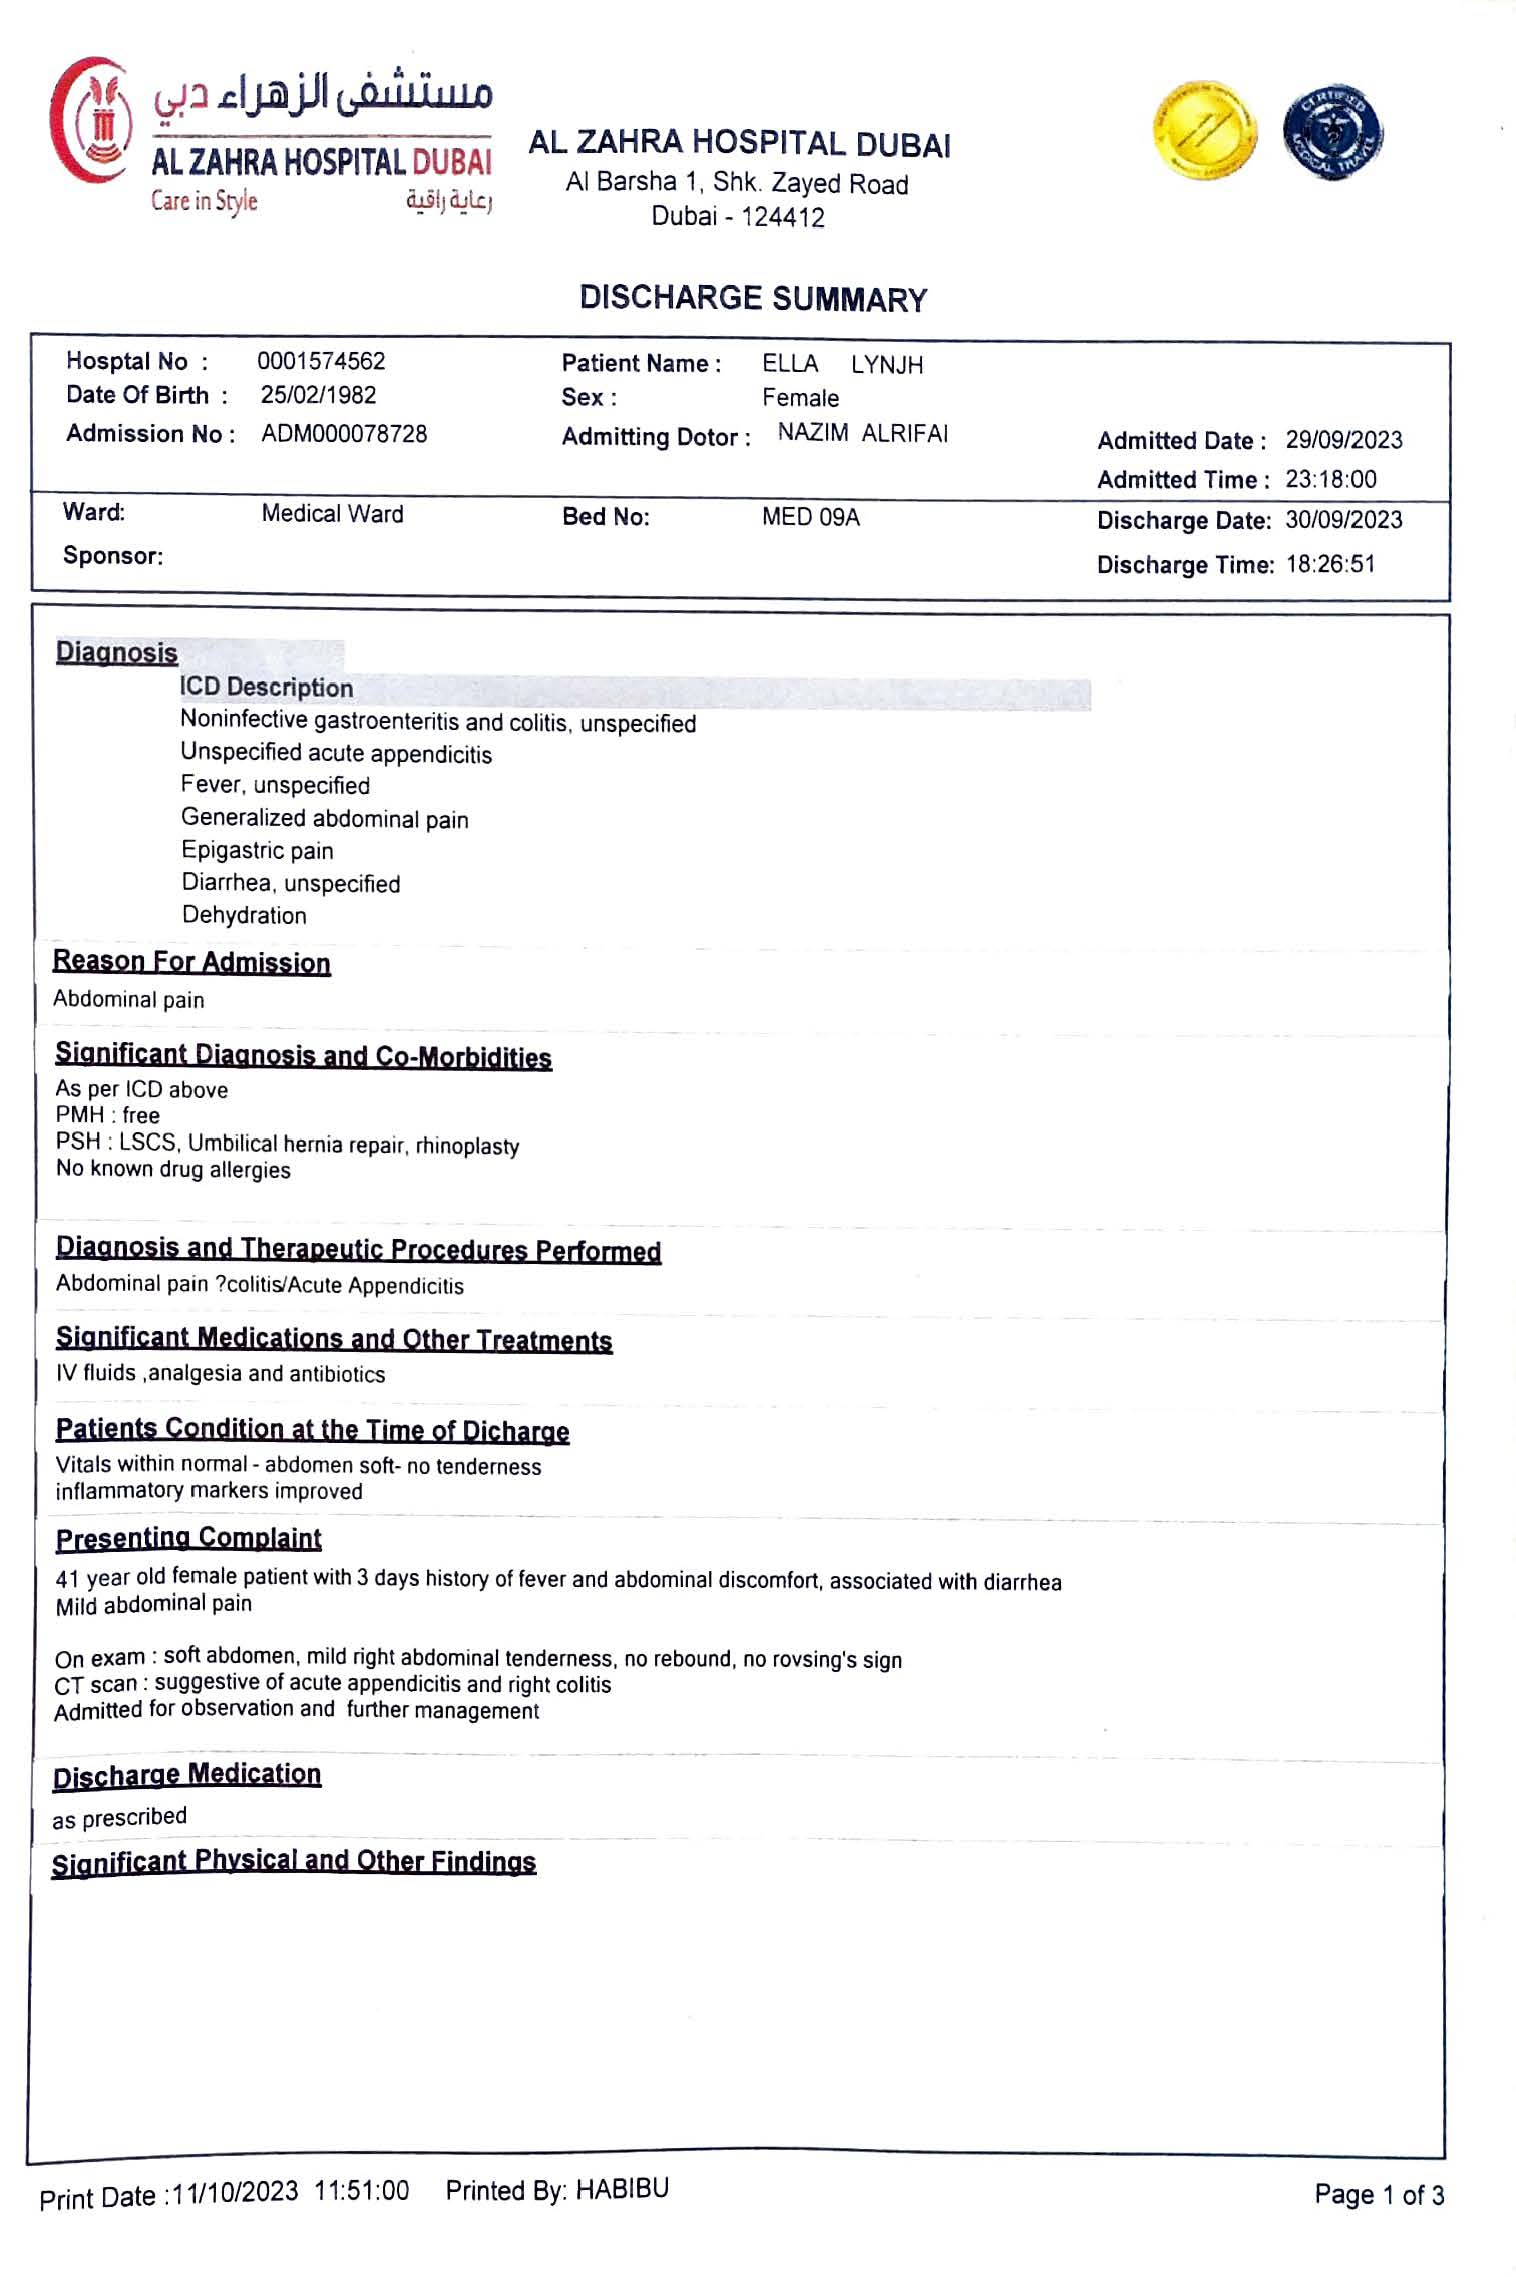 مستشفى الزهراء دبي
AL ZAHRA HOSPITAL DUBAI
Care in Style رعاية راقية
AL ZAHRA HOSPITAL DUBAI
Al Barsha 1, Shk. Zayed Road
Dubai - 124412
CERTIFIED
MEDICAL TRAVEL
DISCHARGE SUMMARY
Hosptal No : 0001574562 Patient Name : ELLA LYNJH
Date Of Birth : 25/02/1982 Sex : Female
Admission No : ADM000078728 Admitting Dotor : NAZIM ALRIFAI Admitted Date : 29/09/2023
Admitted Time : 23:18:00
Ward: Medical Ward Bed No: MED 09A Discharge Date: 30/09/2023
Sponsor: Discharge Time: 18:26:51
Diagnosis
ICD Description
Noninfective gastroenteritis and colitis, unspecified
Unspecified acute appendicitis
Fever, unspecified
Generalized abdominal pain
Epigastric pain
Diarrhea, unspecified
Dehydration
Reason For Admission
Abdominal pain
Significant Diagnosis and Co-Morbidities
As per ICD above
PMH : free
PSH : LSCS, Umbilical hernia repair, rhinoplasty
No known drug allergies
Diagnosis and Therapeutic Procedures Performed
Abdominal pain ?colitis/Acute Appendicitis
Significant Medications and Other Treatments
IV fluids ,analgesia and antibiotics
Patients Condition at the Time of Dicharge
Vitals within normal - abdomen soft- no tenderness
inflammatory markers improved
Presenting Complaint
41 year old female patient with 3 days history of fever and abdominal discomfort, associated with diarrhea
Mild abdominal pain
On exam : soft abdomen, mild right abdominal tenderness, no rebound, no rovsing's sign
CT scan : suggestive of acute appendicitis and right colitis
Admitted for observation and further management
Discharge Medication
as prescribed
Significant Physical and Other Findings
Print Date :11/10/2023 11:51:00 Printed By: HABIBU Page 1 of 3